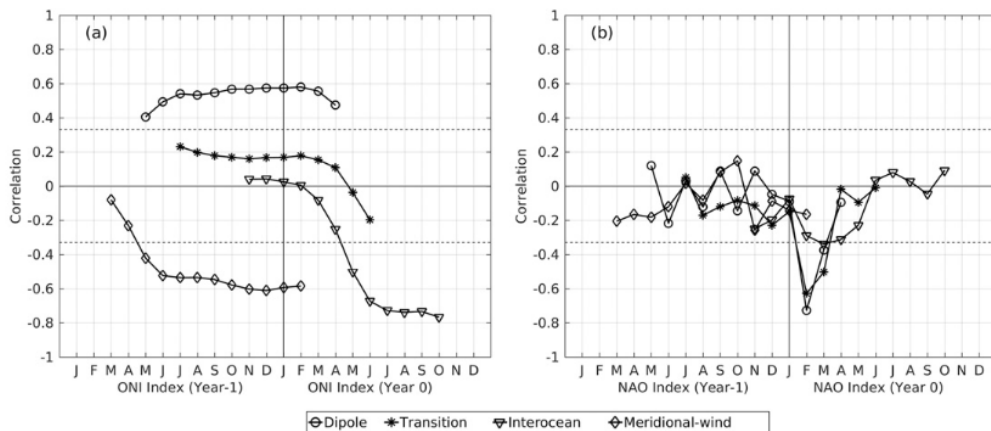 (a)
Correlation
1
0.8
0.6
0.4
0.2
0
-0.2
-0.4
-0.6
-0.8
-1
J F M A M J J A S O N D J F M A M J J A S O N D
ONI Index (Year-1) ONI Index (Year 0)
(b)
Correlation
1
0.8
0.6
0.4
0.2
0
-0.2
-0.4
-0.6
-0.8
-1
J F M A M J J A S O N D J F M A M J J A S O N D
NAO Index (Year-1) NAO Index (Year 0)
Dipole Transition Interocean Meridional-wind